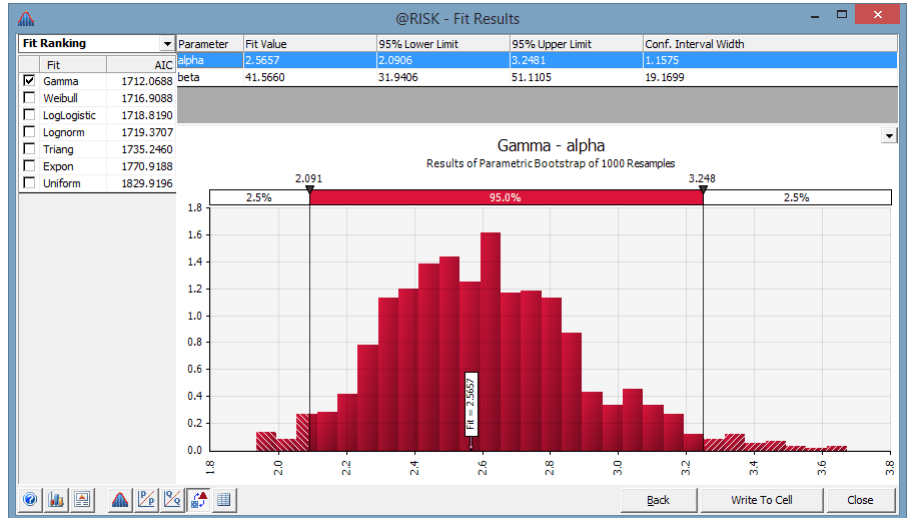 @RISK - Fit Results
Fit Ranking
Fit AIC
Gamma 1712.0688
Weibull 1716.9088
LogLogistic 1718.8190
Lognorm 1719.3707
Triang 1735.2460
Expon 1770.9188
Uniform 1829.9196
Parameter Fit Value 95% Lower Limit 95% Upper Limit Conf. Interval Width
alpha 2.5657 2.0906 3.2481 1.1575
beta 41.5660 31.9406 51.1105 19.1699
Gamma - alpha
Results of Parametric Bootstrap of 1000 Resamples
2.091 3.248
2.5% 95.0% 2.5%
1.8
1.6
1.4
1.2
1.0
0.8
0.6
0.4
0.2
0.0
Fit = 2.5657
1.8 2.0 2.2 2.4 2.6 2.8 3.0 3.2 3.4 3.6 3.8
P P Q Q
Back Write To Cell Close